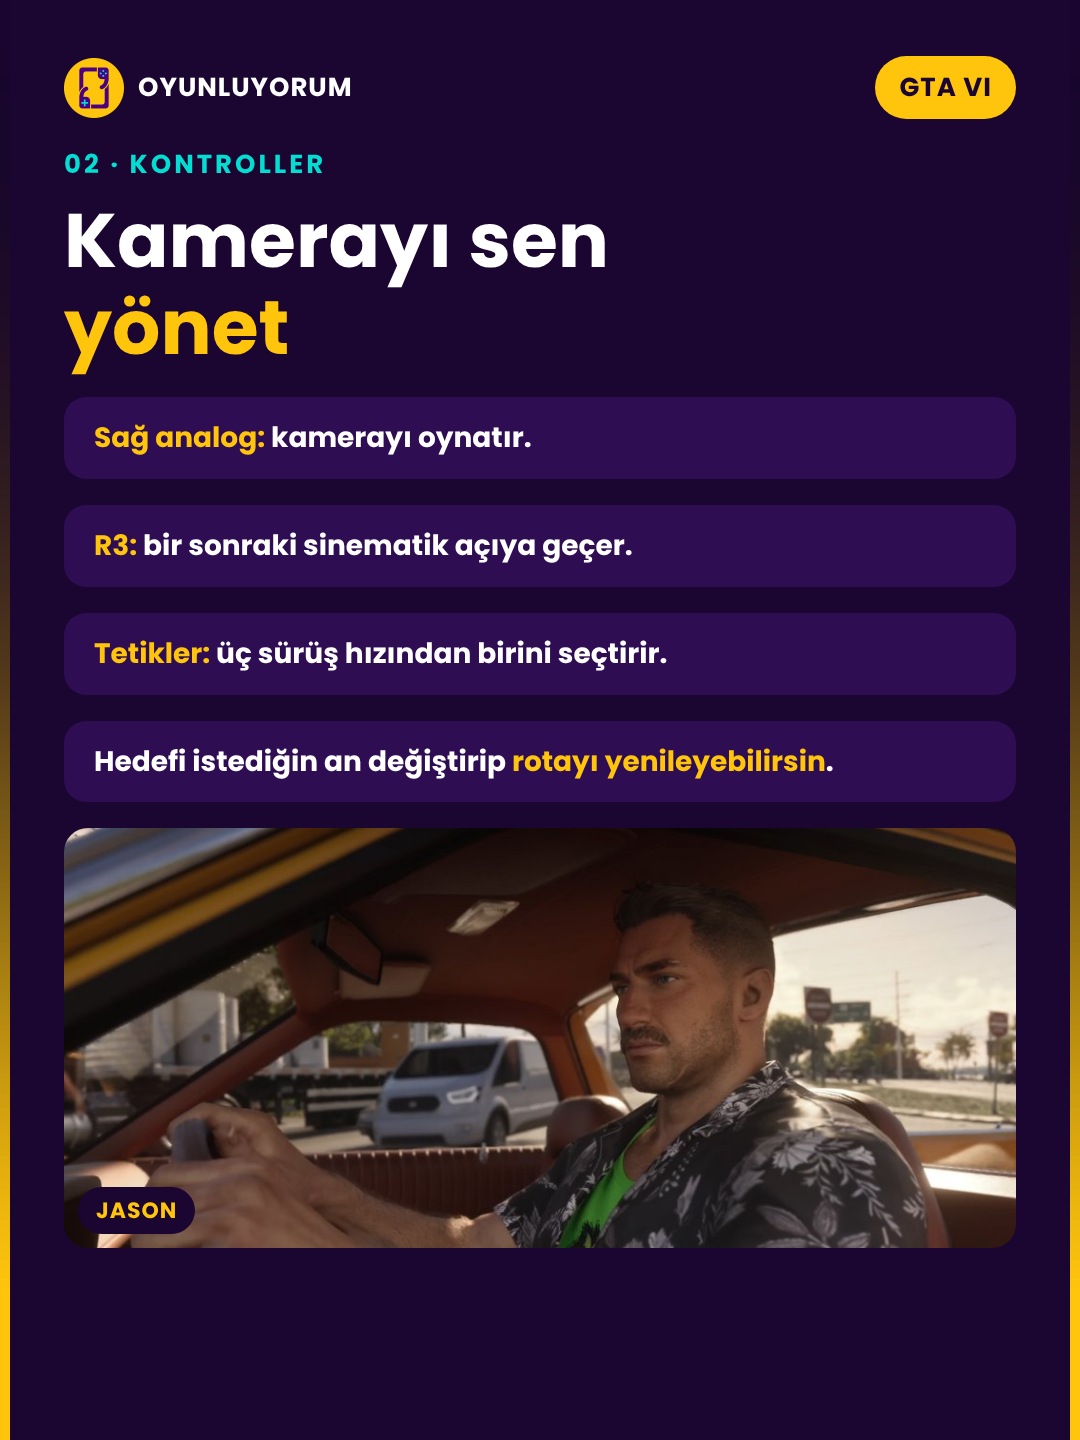 OYUNLUYORUM
GTA VI
02 · KONTROLLER
Kamerayı sen
yönet
Sağ analog: kamerayı oynatır.
R3: bir sonraki sinematik açıya geçer.
Tetikler: üç sürüş hızından birini seçtirir.
Hedefi istediğin an değiştirip rotayı yenileyebilirsin.
JASON